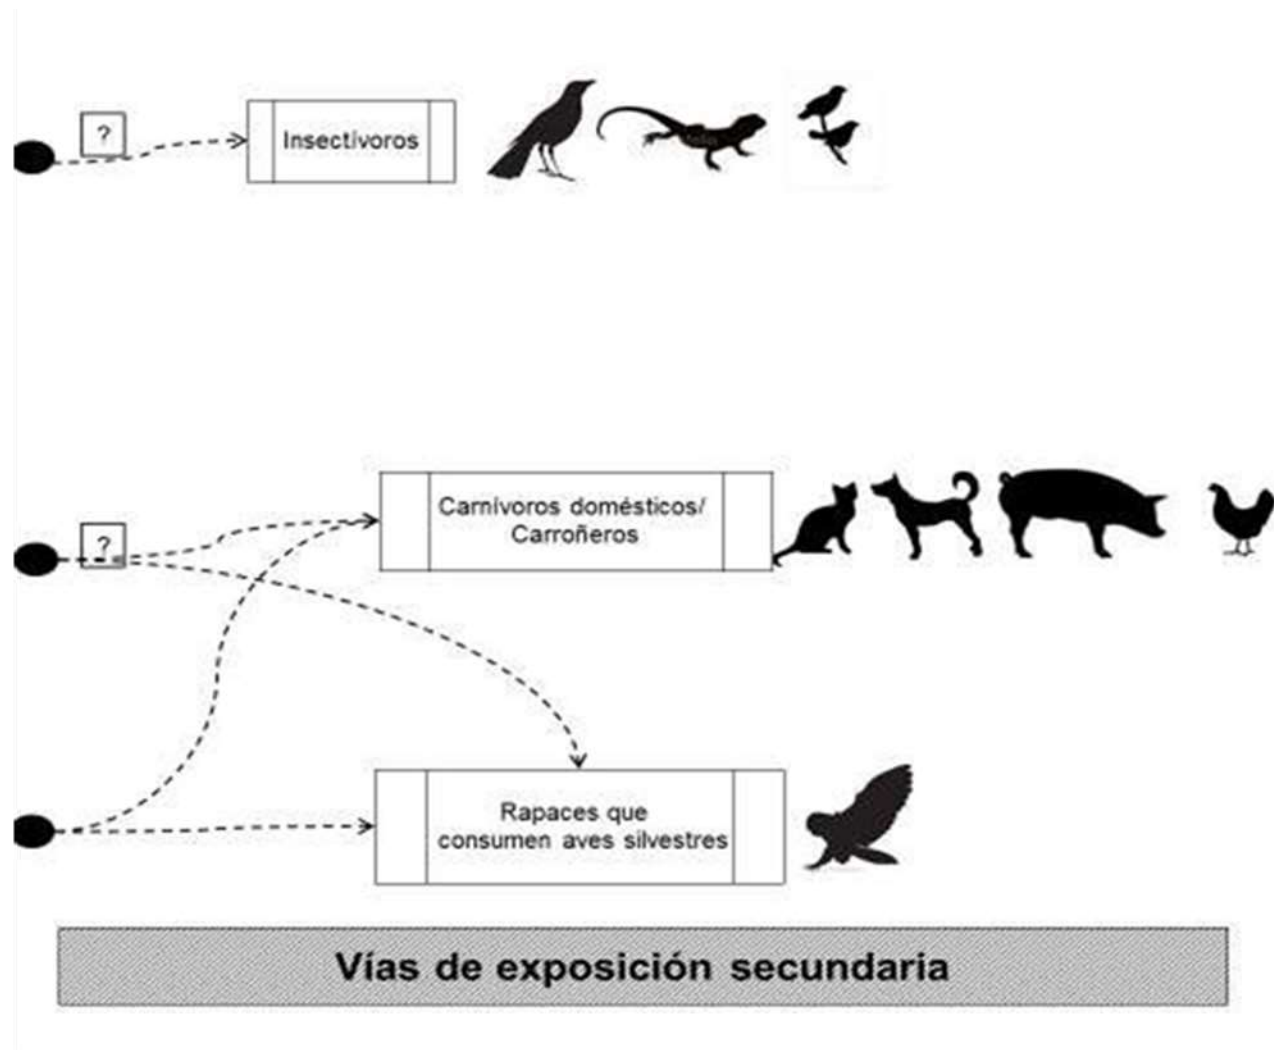 ?
Insectívoros
?
Carnívoros domésticos/
Carroñeros
Rapaces que
consumen aves silvestres
Vías de exposición secundaria